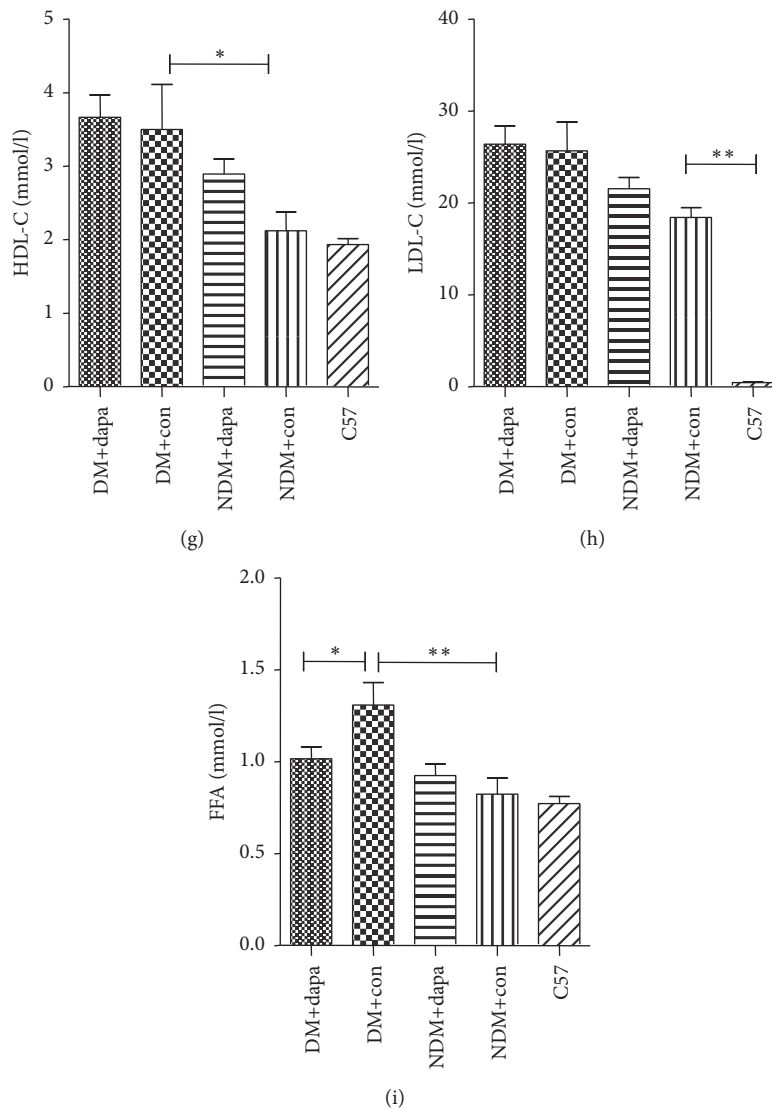 5
4
3
2
1
0
HDL-C (mmol/l)
*
DM+dapa
DM+con
NDM+dapa
NDM+con
C57
(g)
40
30
20
10
0
LDL-C (mmol/l)
**
DM+dapa
DM+con
NDM+dapa
NDM+con
C57
(h)
2.0
1.5
1.0
0.5
0.0
FFA (mmol/l)
*
**
DM+dapa
DM+con
NDM+dapa
NDM+con
C57
(i)